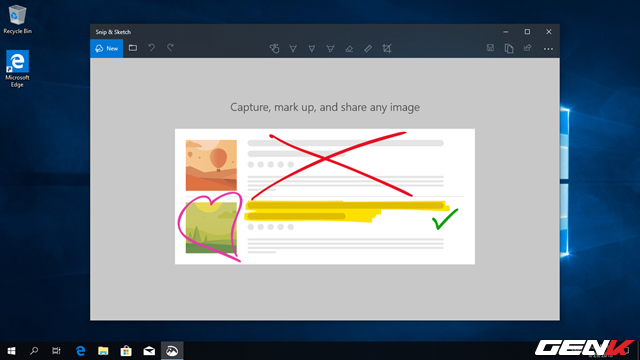 Recycle Bin
Microsoft
Edge
Snip & Sketch
New
Capture, mark up, and share any image
GENK